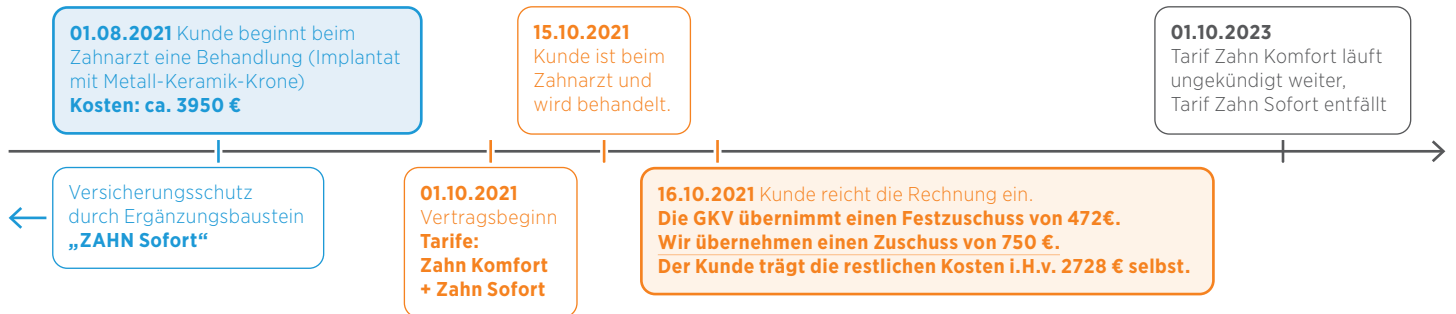 01.08.2021 Kunde beginnt beim
Zahnarzt eine Behandlung (Implantat
mit Metall-Keramik-Krone)
Kosten: ca. 3950 €
15.10.2021
Kunde ist beim
Zahnarzt und
wird behandelt.
01.10.2023
Tarif Zahn Komfort läuft
ungekündigt weiter,
Tarif Zahn Sofort entfällt
Versicherungsschutz
durch Ergänzungsbaustein
„ZAHN Sofort“
01.10.2021
Vertragsbeginn
Tarife:
Zahn Komfort
+ Zahn Sofort
16.10.2021 Kunde reicht die Rechnung ein.
Die GKV übernimmt einen Festzuschuss von 472€.
Wir übernehmen einen Zuschuss von 750 €.
Der Kunde trägt die restlichen Kosten i.H.v. 2728 € selbst.